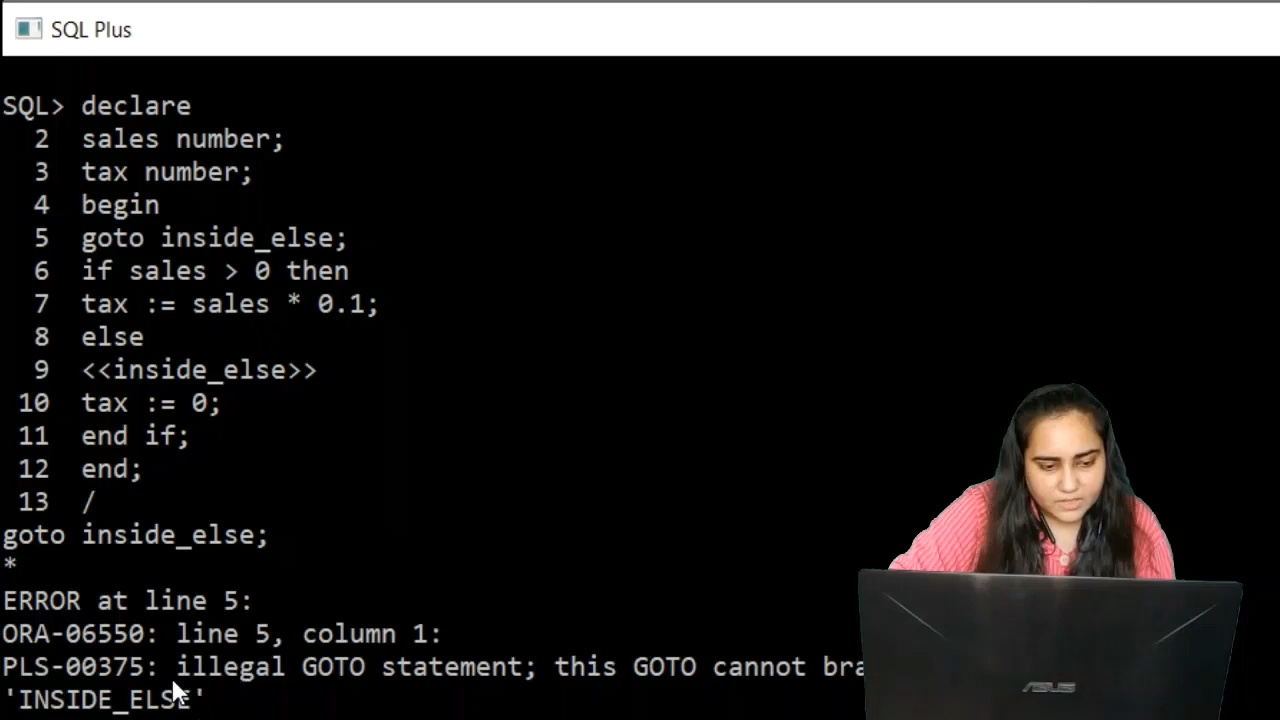 SQL Plus
SQL> declare
2 sales number;
3 tax number;
4 begin
5 goto inside_else;
6 if sales > 0 then
7 tax := sales * 0.1;
8 else
9 <<inside_else>>
10 tax := 0;
11 end if;
12 end;
13 /
goto inside_else;
*
ERROR at line 5:
ORA-06550: line 5, column 1:
PLS-00375: illegal GOTO statement; this GOTO cannot bra
'INSIDE_ELSE'
ASUS